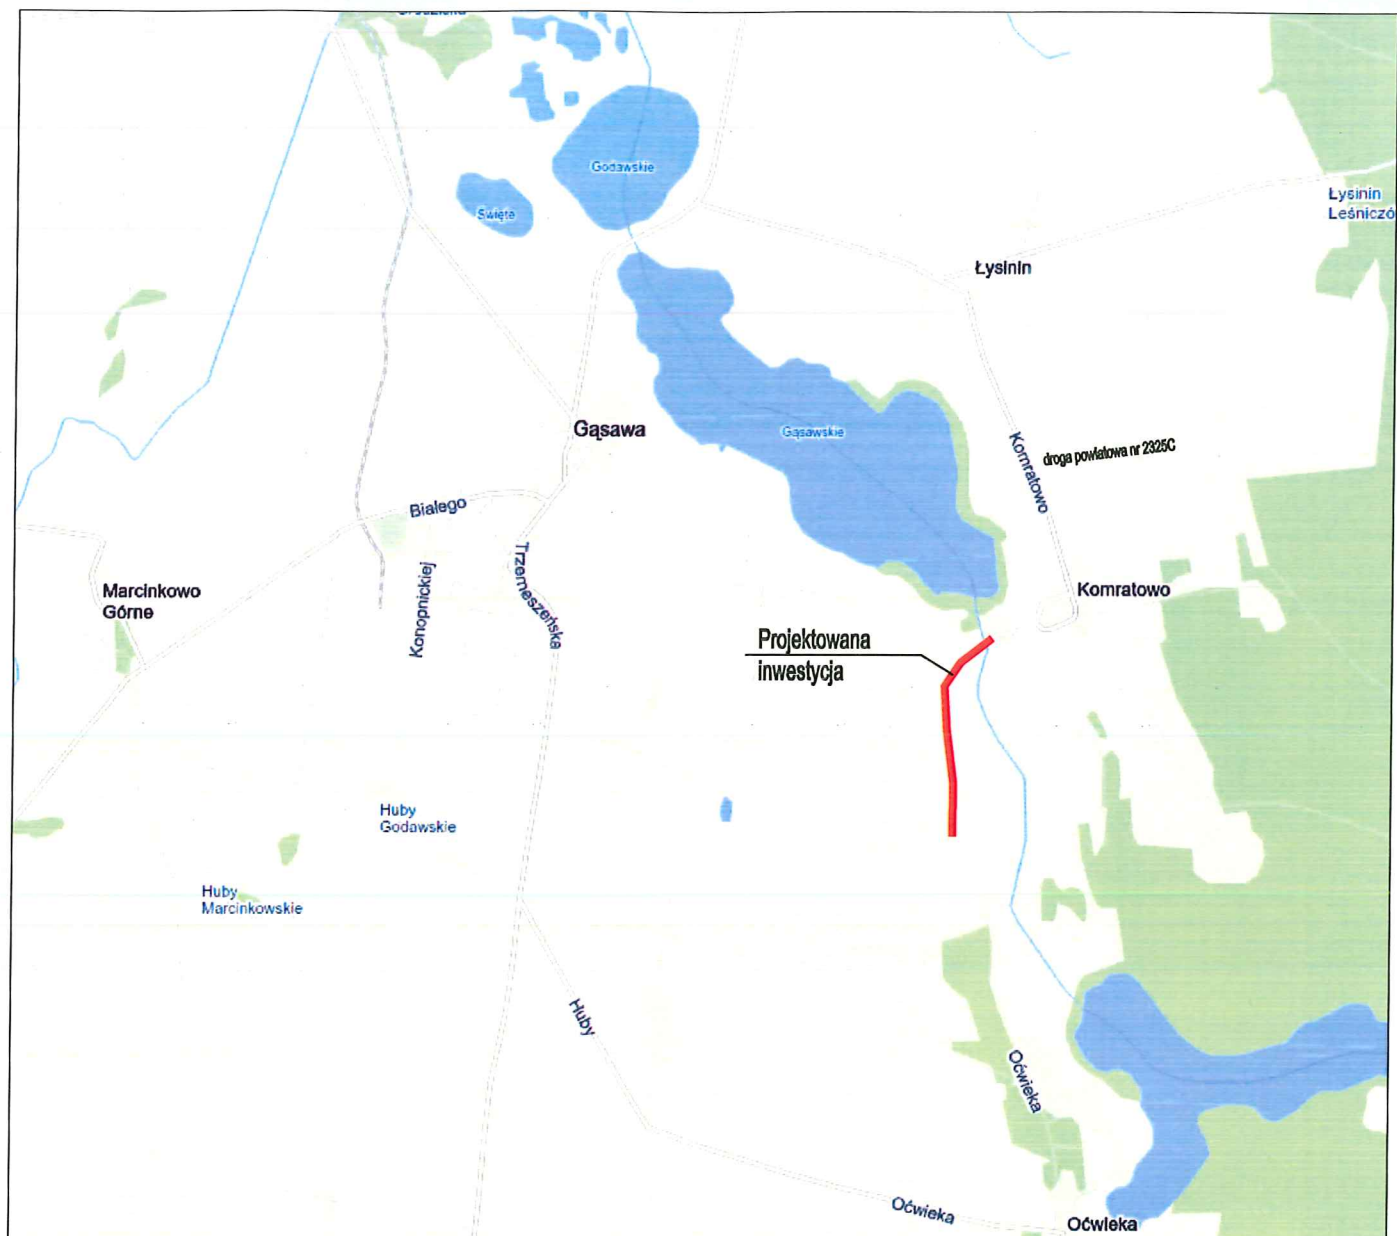 Godawskie
Święte
Łysinin
Leśniczó
Łysinin
Gąsawa
Gąsawskie
Komratowo
droga powiatowa nr 2325C
Białego
Trzemeszeńska
Konopnickiej
Marcinkowo
Górne
Komratowo
Projektowana
inwestycja
Huby
Godawskie
Huby
Marcinkowskie
Huby
Oćwieka
Oćwieka
Oćwieka